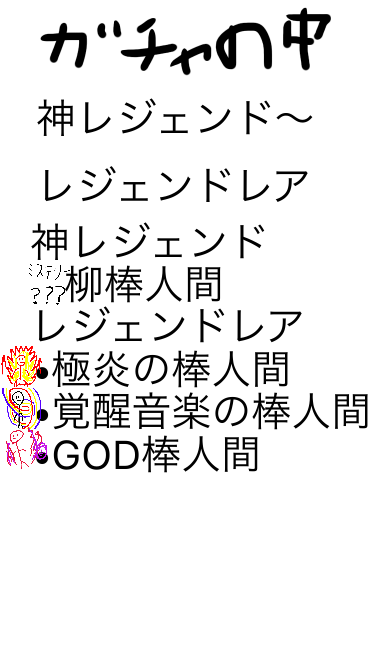 ガチャの中
神レジェンド〜
レジェンドレア
神レジェンド
ミステリー
???
柳棒人間
レジェンドレア
•極炎の棒人間
•覚醒音楽の棒人間
•GOD棒人間